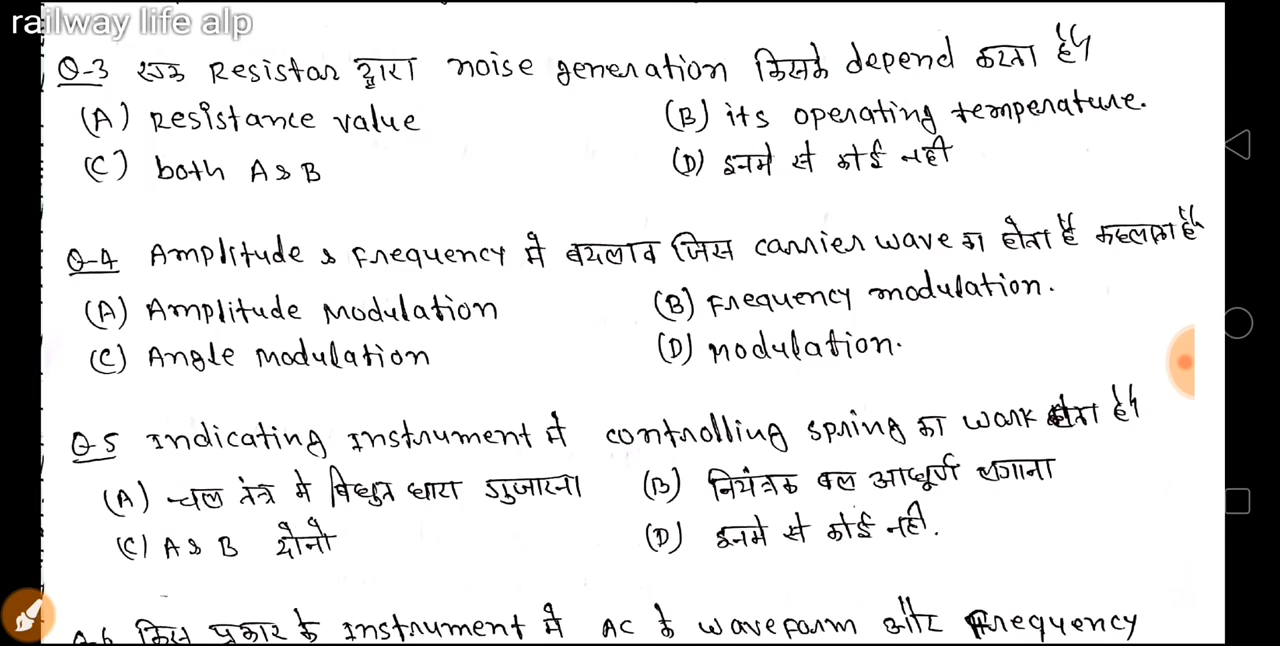 railway life alp
Q-3 एक Resistor द्वारा noise generation किसके depend करता है।
(A) Resistance value (B) its operating temperature.
(C) both A & B (D) इनमे से कोई नही
Q-4 Amplitude & Frequency मे बदलाव जिस carrier wave का होता है कहलाता है
(A) Amplitude Modulation (B) Frequency modulation.
(C) Angle Modulation (D) Modulation.
Q-5 Indicating Instrument मे controlling spring का work होता है।
(A) चल तंत्र मे विधुत धारा गुजारना (B) नियंत्रक बल आघूर्ण लगाना
(C) A & B दोनो (D) इनमे से कोई नही.
Q-6 किस प्रकार के Instrument मे AC के waveform और Frequency